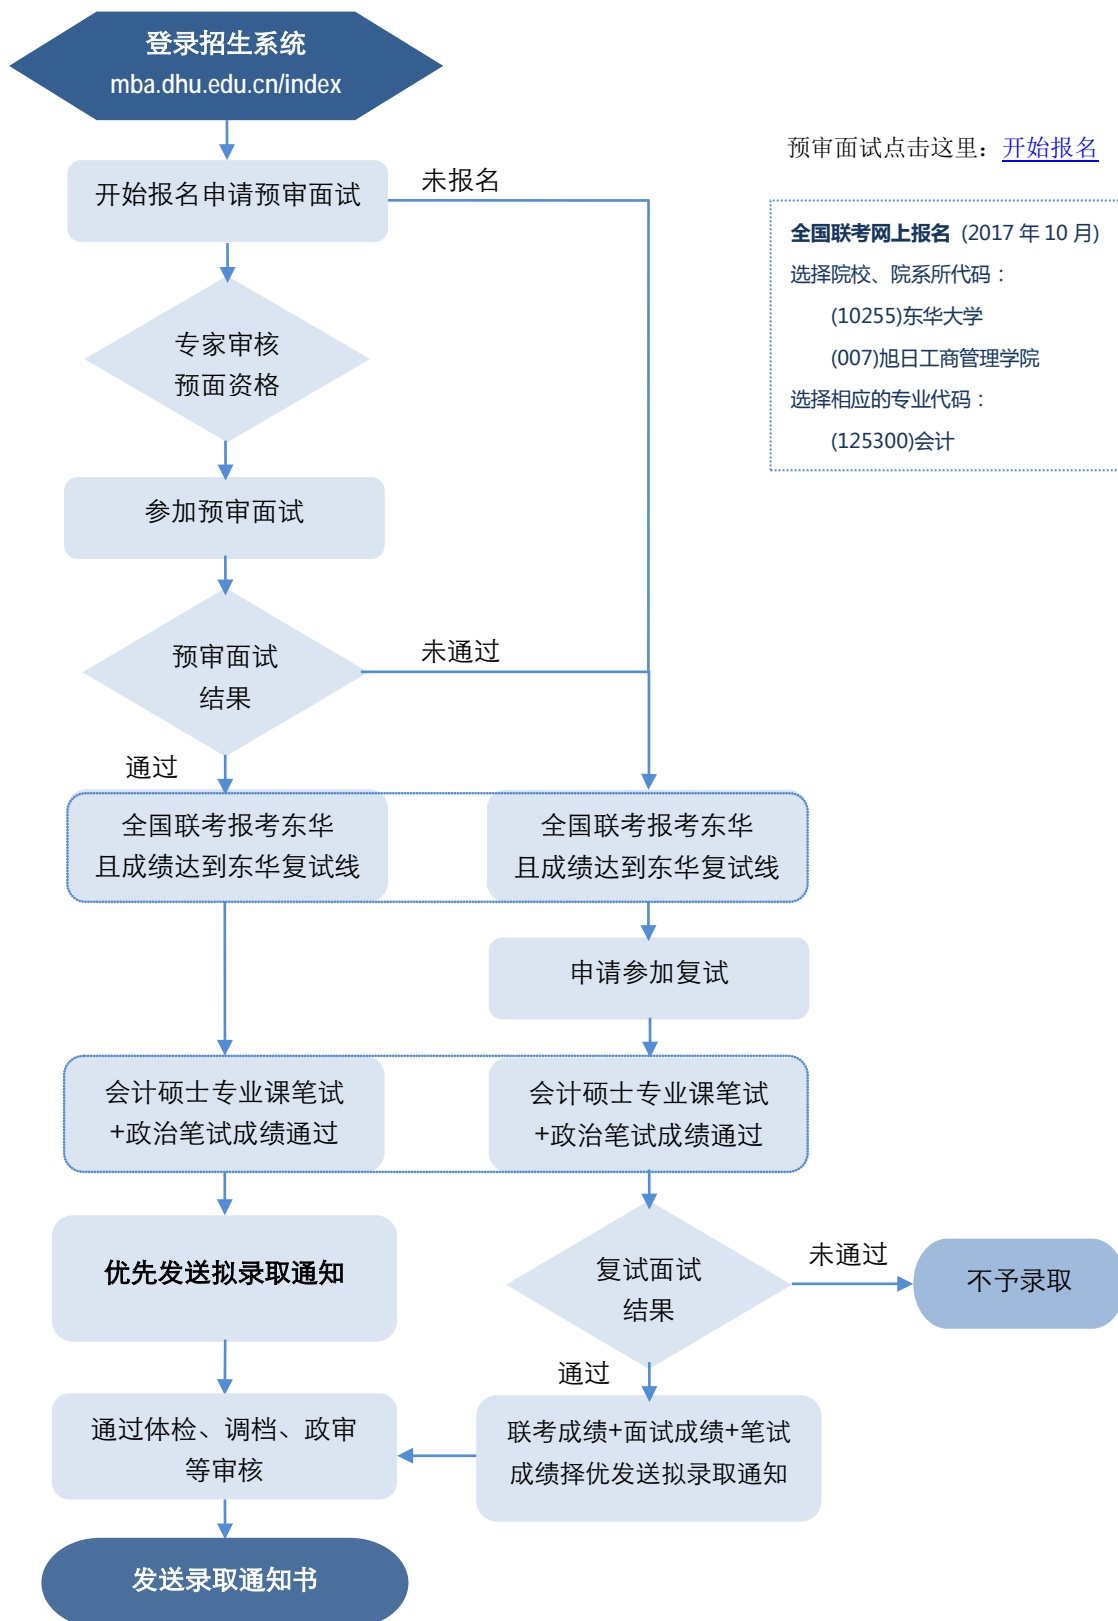 登录招生系统
mba.dhu.edu.cn/index
预审面试点击这里：开始报名
开始报名申请预审面试
未报名
全国联考网上报名 (2017 年 10 月)
选择院校、院系所代码：
(10255)东华大学
(007)旭日工商管理学院
选择相应的专业代码：
(125300)会计
专家审核
预面资格
参加预审面试
预审面试
结果
未通过
通过
全国联考报考东华
且成绩达到东华复试线
全国联考报考东华
且成绩达到东华复试线
申请参加复试
会计硕士专业课笔试
+政治笔试成绩通过
会计硕士专业课笔试
+政治笔试成绩通过
优先发送拟录取通知
复试面试
结果
未通过
不予录取
通过
通过体检、调档、政审
等审核
联考成绩+面试成绩+笔试
成绩择优发送拟录取通知
发送录取通知书